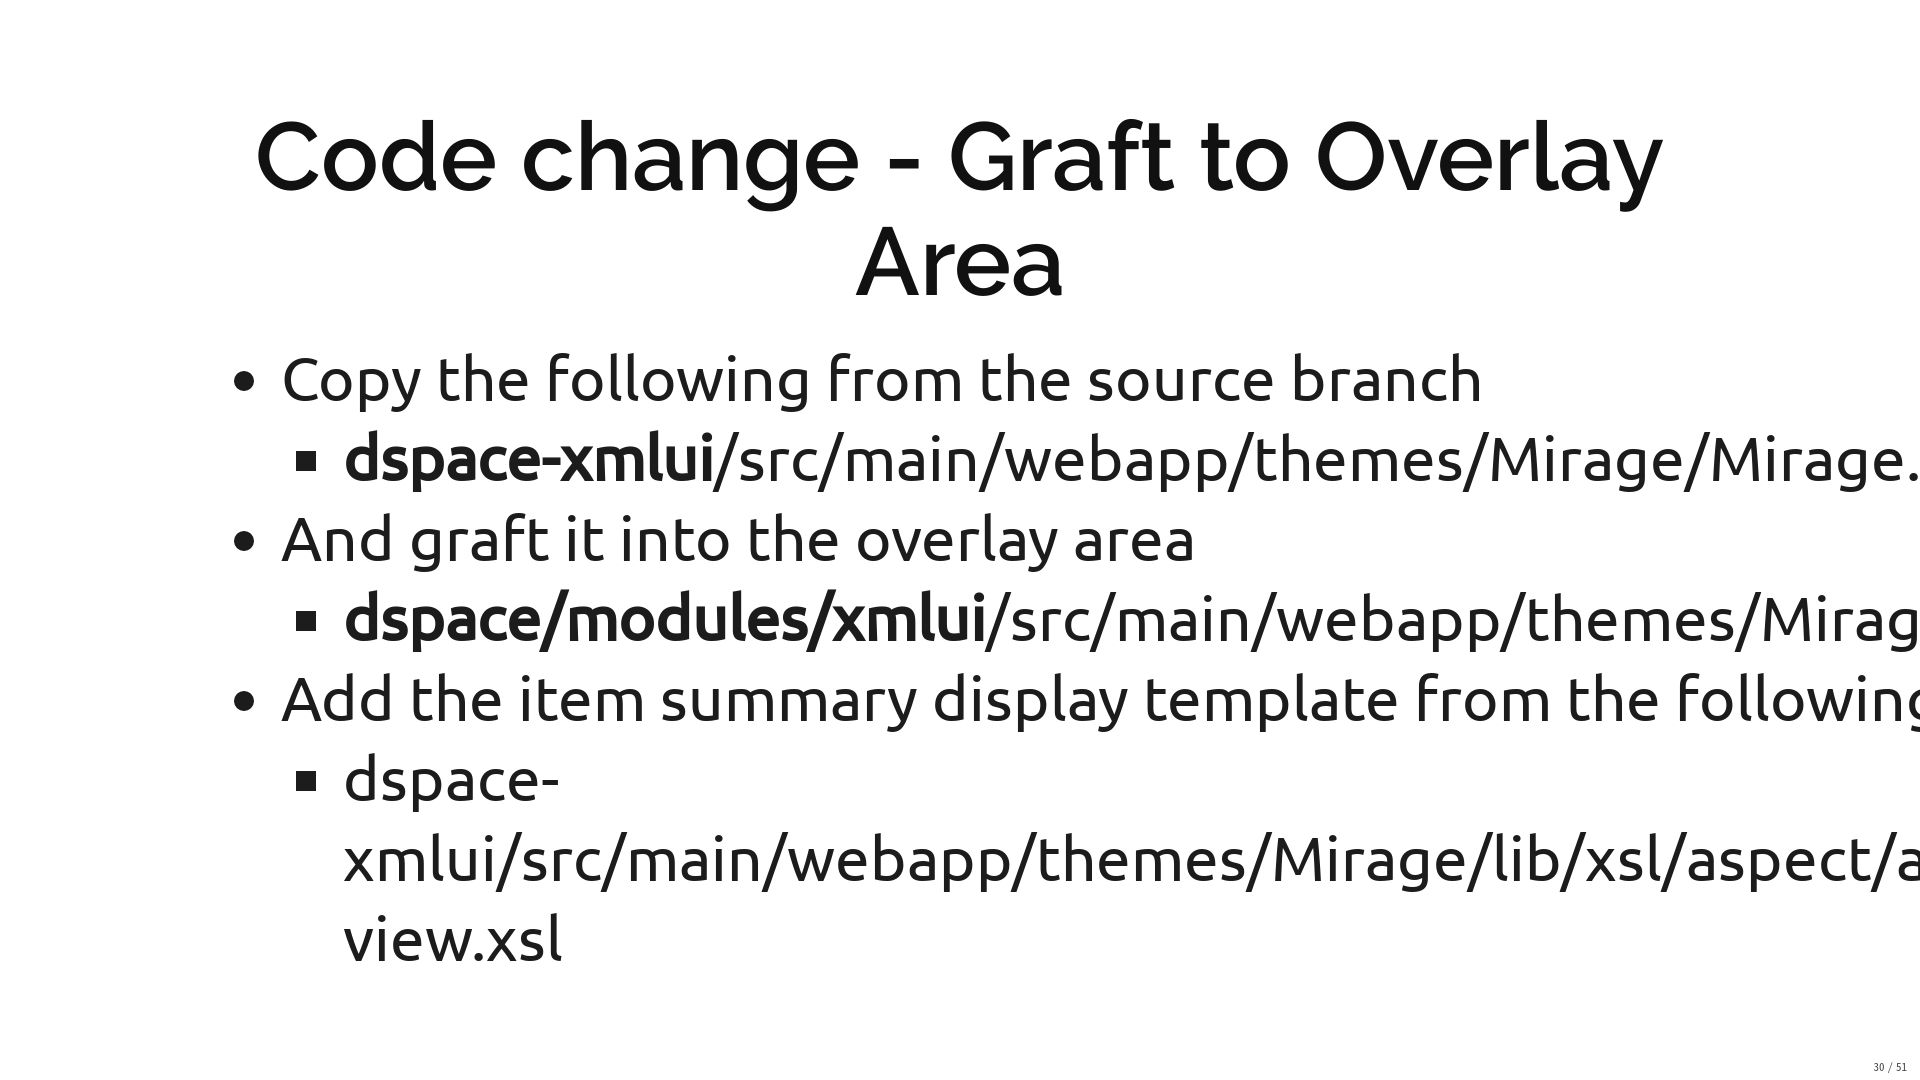 Code change - Graft to Overlay
Area
Copy the following from the source branch
dspace-xmlui/src/main/webapp/themes/Mirage/Mirage.
And graft it into the overlay area
dspace/modules/xmlui/src/main/webapp/themes/Mirag
Add the item summary display template from the following
dspace-
xmlui/src/main/webapp/themes/Mirage/lib/xsl/aspect/a
view.xsl
30 / 51